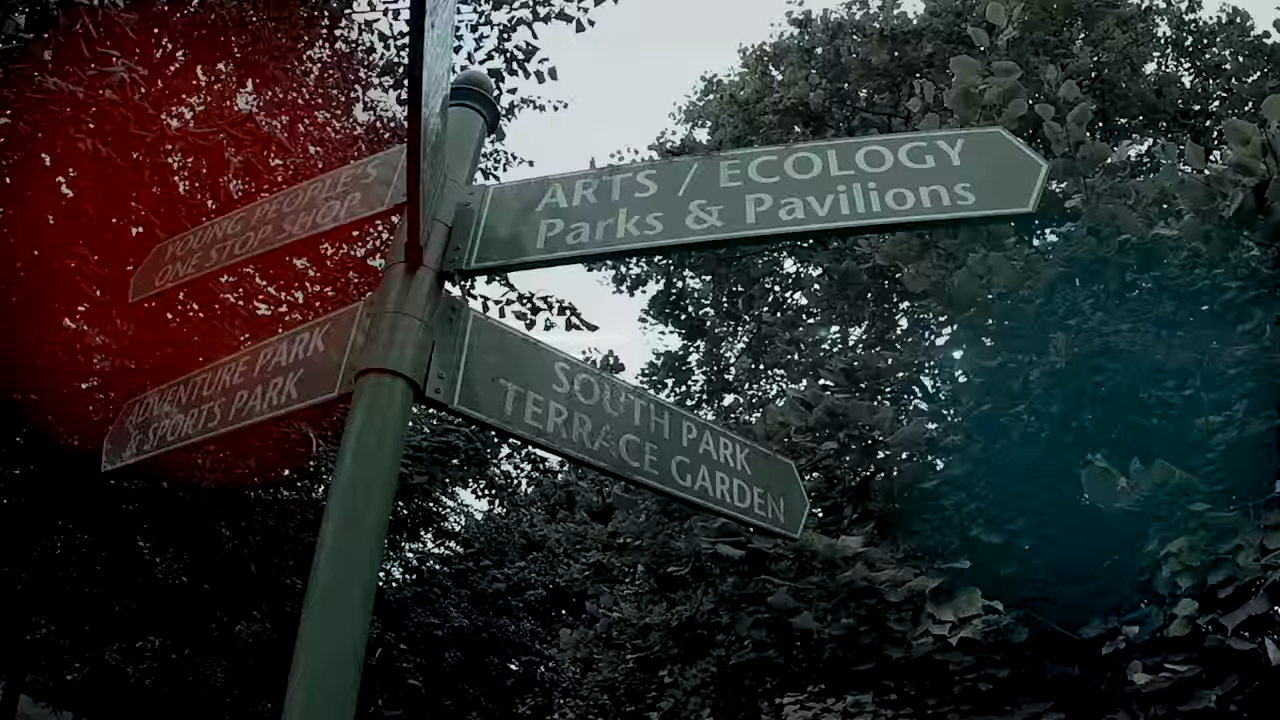 YOUNG PEOPLE'S
ONE STOP SHOP
ARTS / ECOLOGY
Parks & Pavilions
ADVENTURE PARK
& SPORTS PARK
SOUTH PARK
TERRACE GARDEN